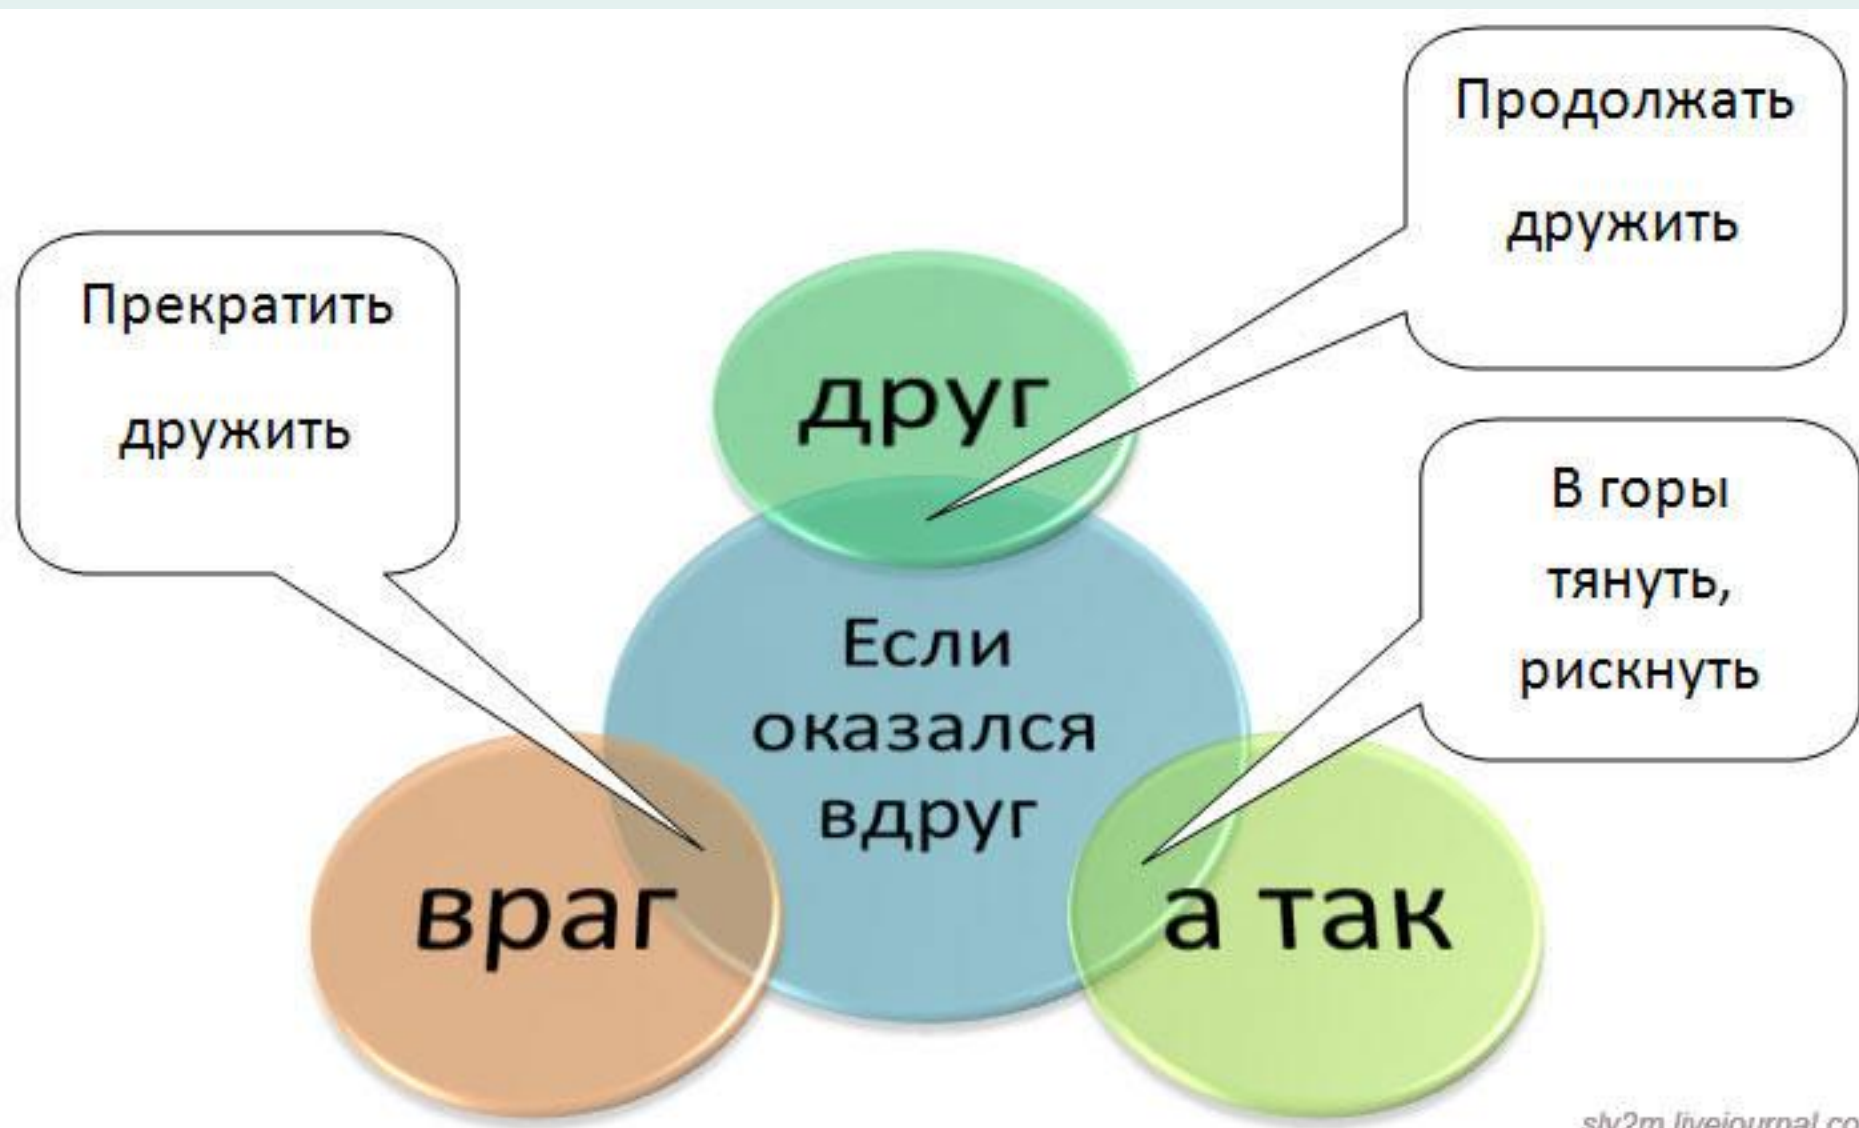 Продолжать
дружить
Прекратить
дружить
друг
В горы
тянуть,
рискнуть
Если
оказался
вдруг
враг
а так